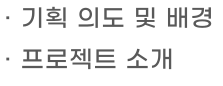 · 기획 의도 및 배경
· 프로젝트 소개